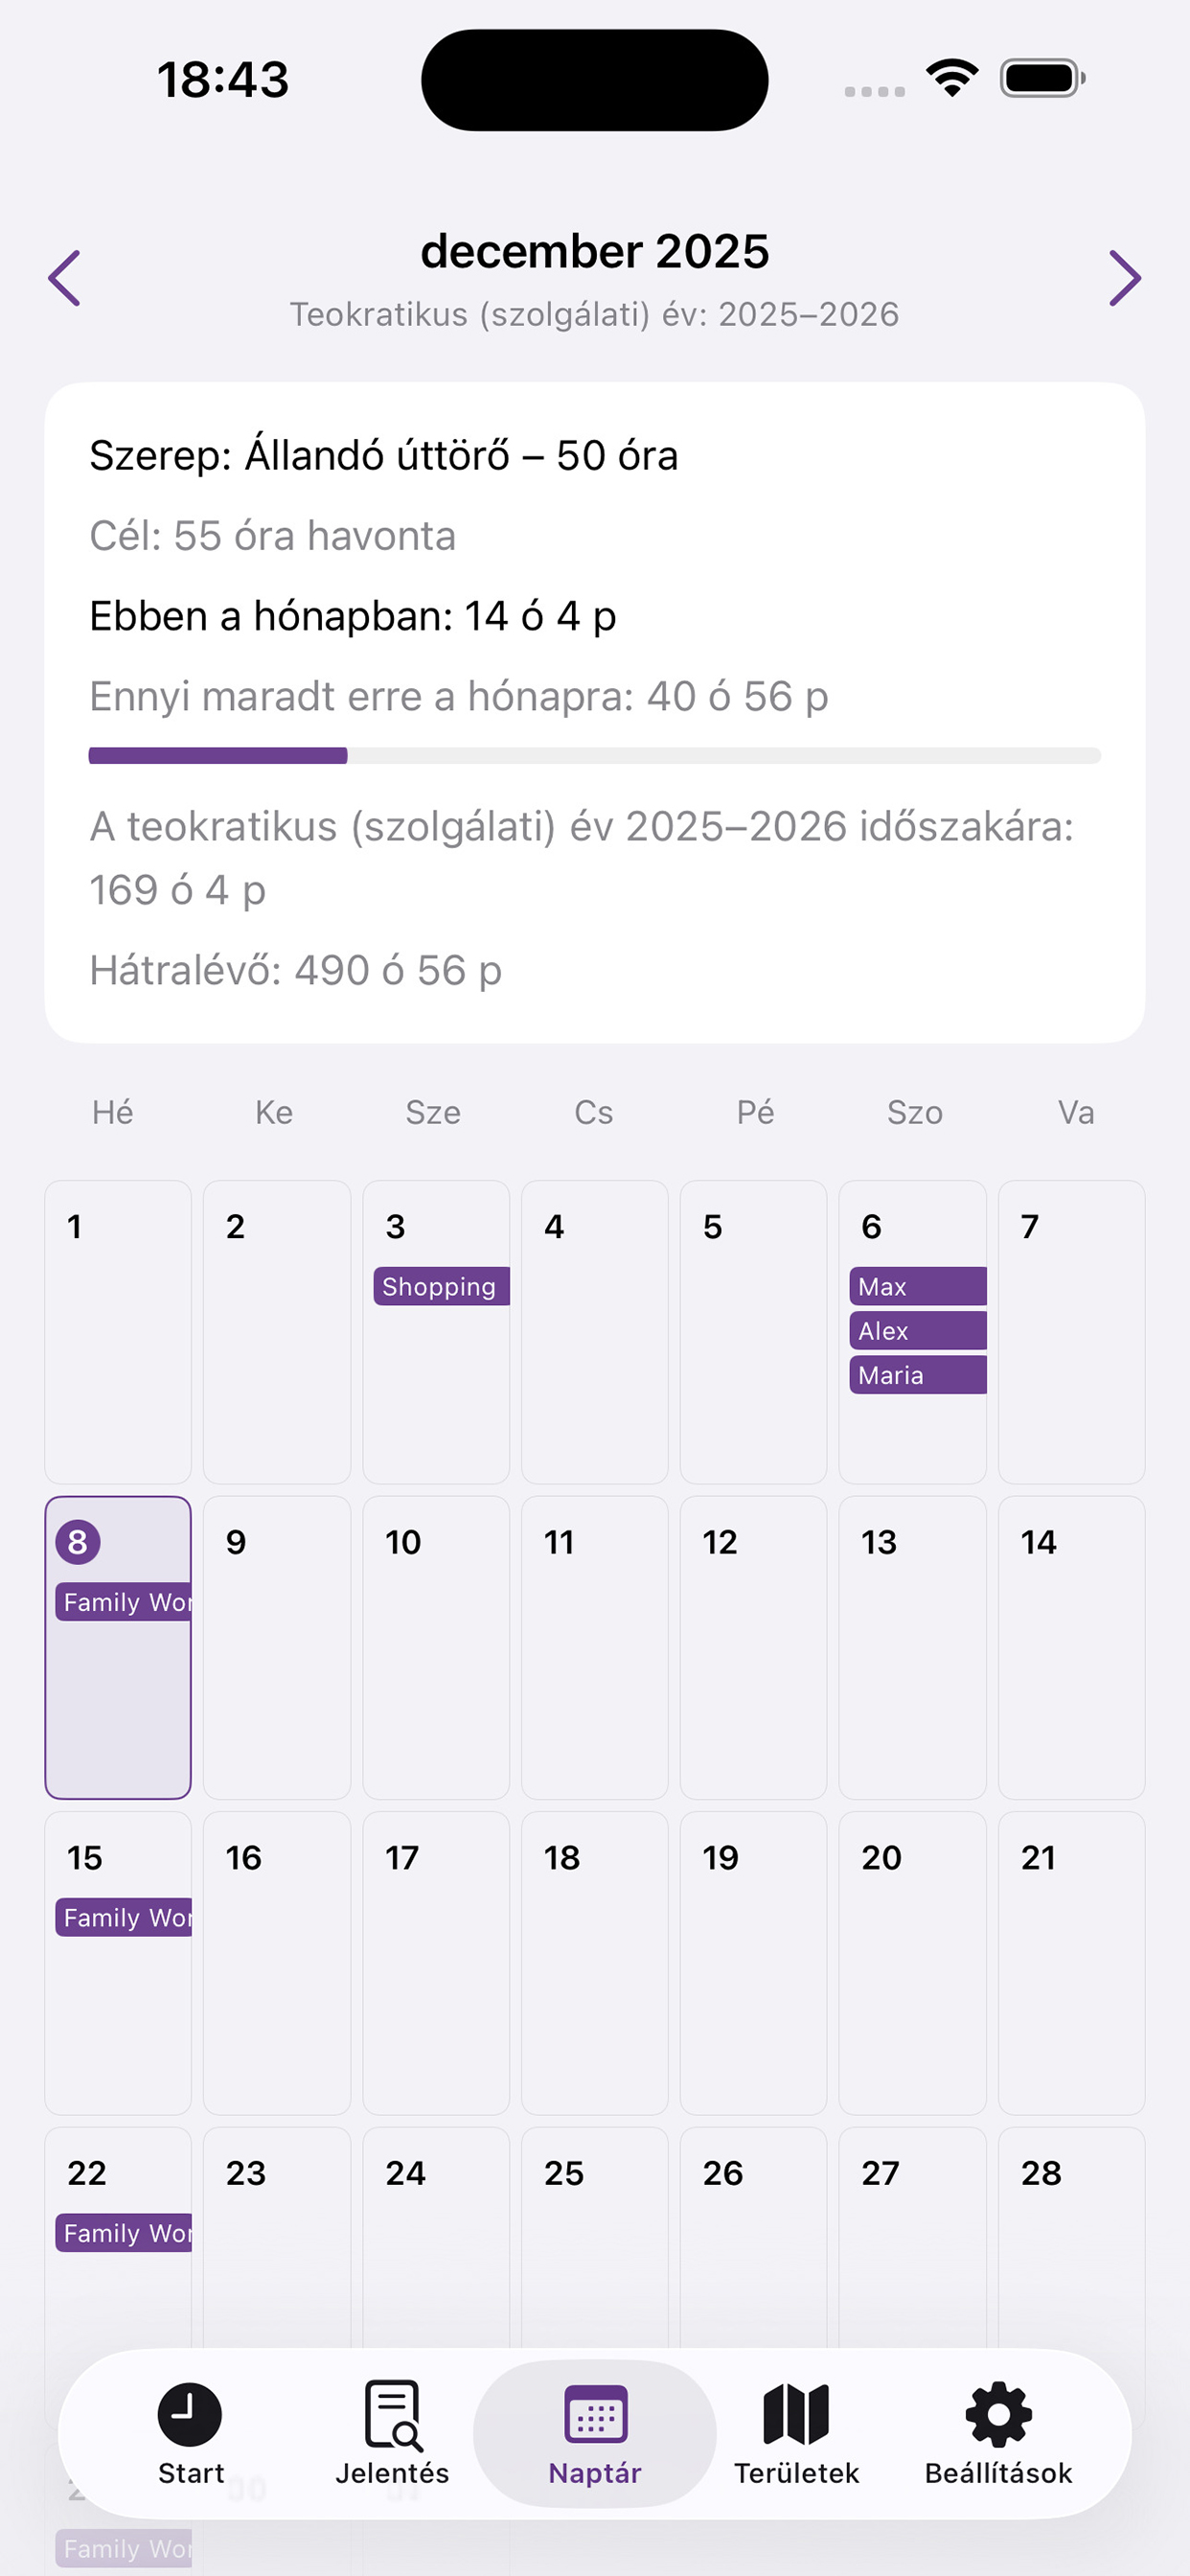 18:43
december 2025
Teokratikus (szolgálati) év: 2025–2026
Szerep: Állandó úttörő – 50 óra
Cél: 55 óra havonta
Ebben a hónapban: 14 ó 4 p
Ennyi maradt erre a hónapra: 40 ó 56 p
A teokratikus (szolgálati) év 2025–2026 időszakára:
169 ó 4 p
Hátralévő: 490 ó 56 p
Hé Ke Sze Cs Pé Szo Va
1 2 3 4 5 6 7
Shopping Max
Alex
Maria
8 9 10 11 12 13 14
Family Wor
15 16 17 18 19 20 21
Family Wor
22 23 24 25 26 27 28
Family Wor
Start Jelentés Naptár Területek Beállítások
Family Wor